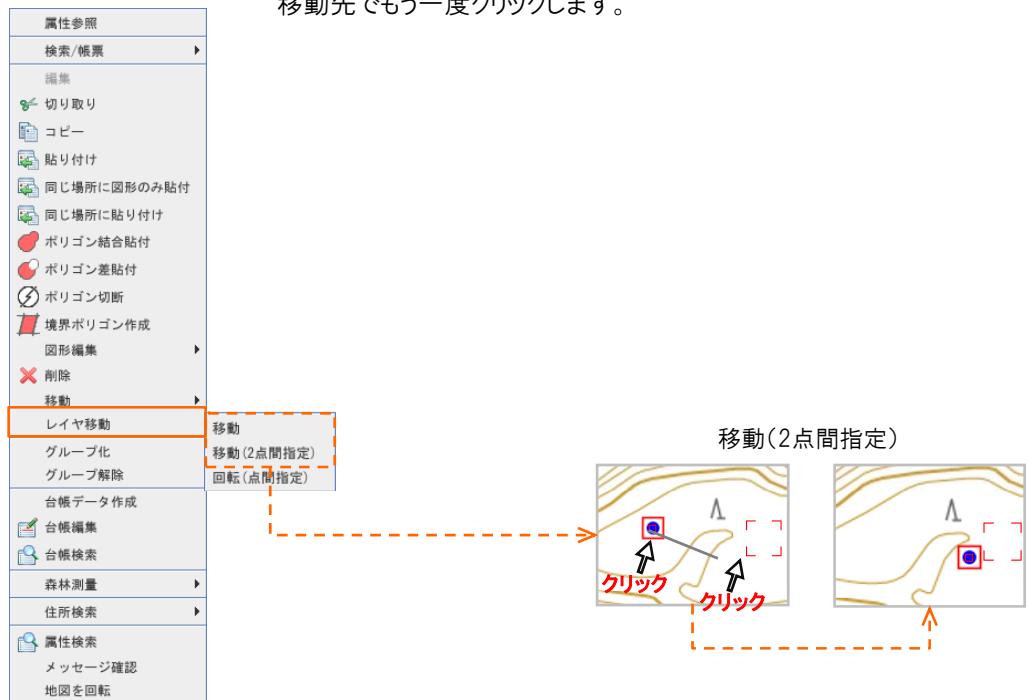 移動先でもう一度クリックします。
属性参照
検索/帳票
編集
切り取り
コピー
貼り付け
同じ場所に図形のみ貼付
同じ場所に貼り付け
ポリゴン結合貼付
ポリゴン差貼付
ポリゴン切断
境界ポリゴン作成
図形編集
削除
移動
レイヤ移動
グループ化
グループ解除
台帳データ作成
台帳編集
台帳検索
森林測量
住所検索
属性検索
メッセージ確認
地図を回転
移動
移動(2点間指定)
回転(点間指定)
移動(2点間指定)
クリック
クリック